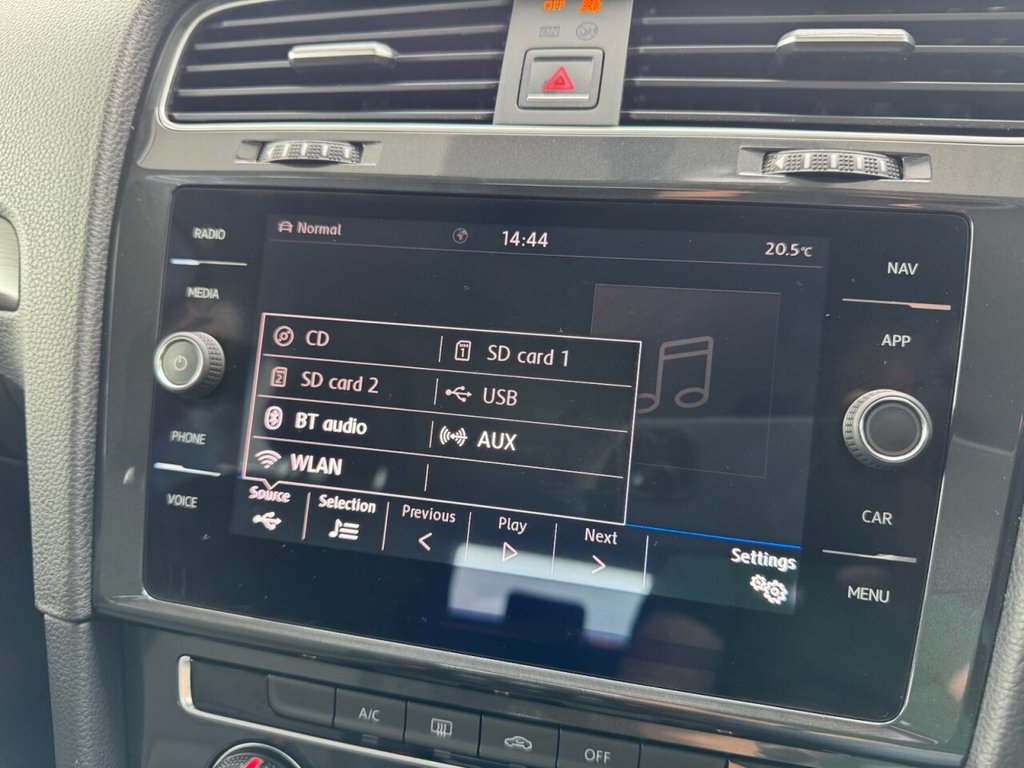 OFF
ON
RADIO
MEDIA
PHONE
VOICE
Normal
14:44
20.5°C
CD
SD card 1
SD card 2
USB
BT audio
AUX
WLAN
Source
Selection
Previous
Play
Next
Settings
NAV
APP
CAR
MENU
A/C
OFF